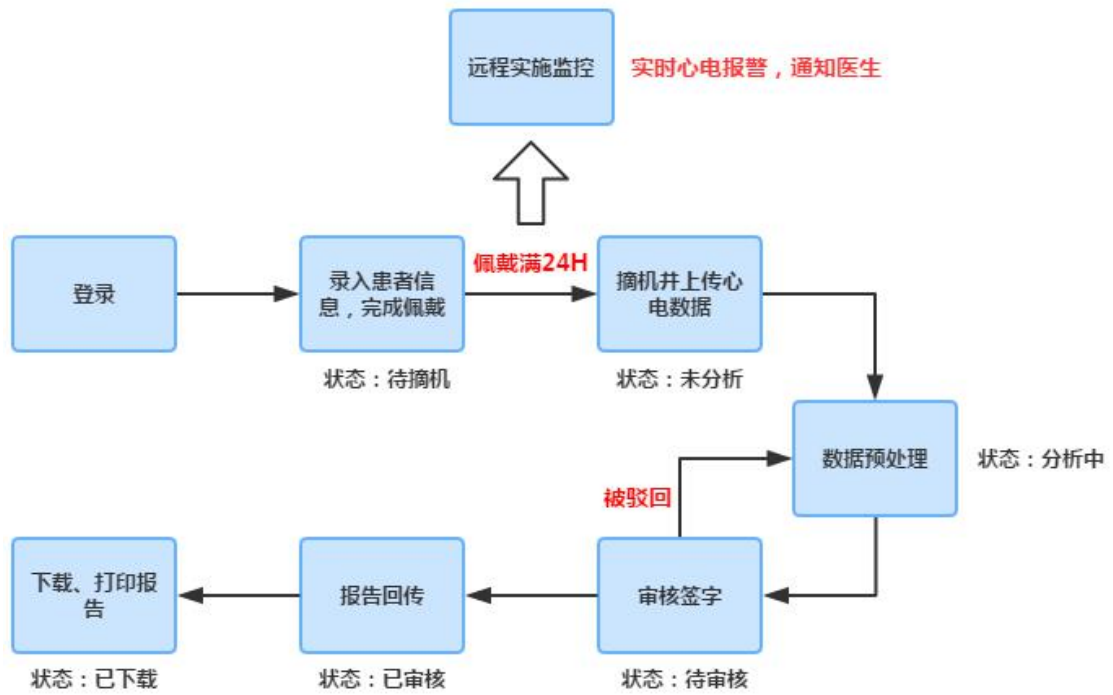 远程实施监控
实时心电报警，通知医生
登录
录入患者信
息，完成佩戴
佩戴满24H
摘机井上传心
电数据
状态：待摘机
状态：未分析
数据预处理
状态：分析中
被驳回
下载、打印报
告
报告回传
审核签字
状态：已下载
状态：已审核
状态：待审核